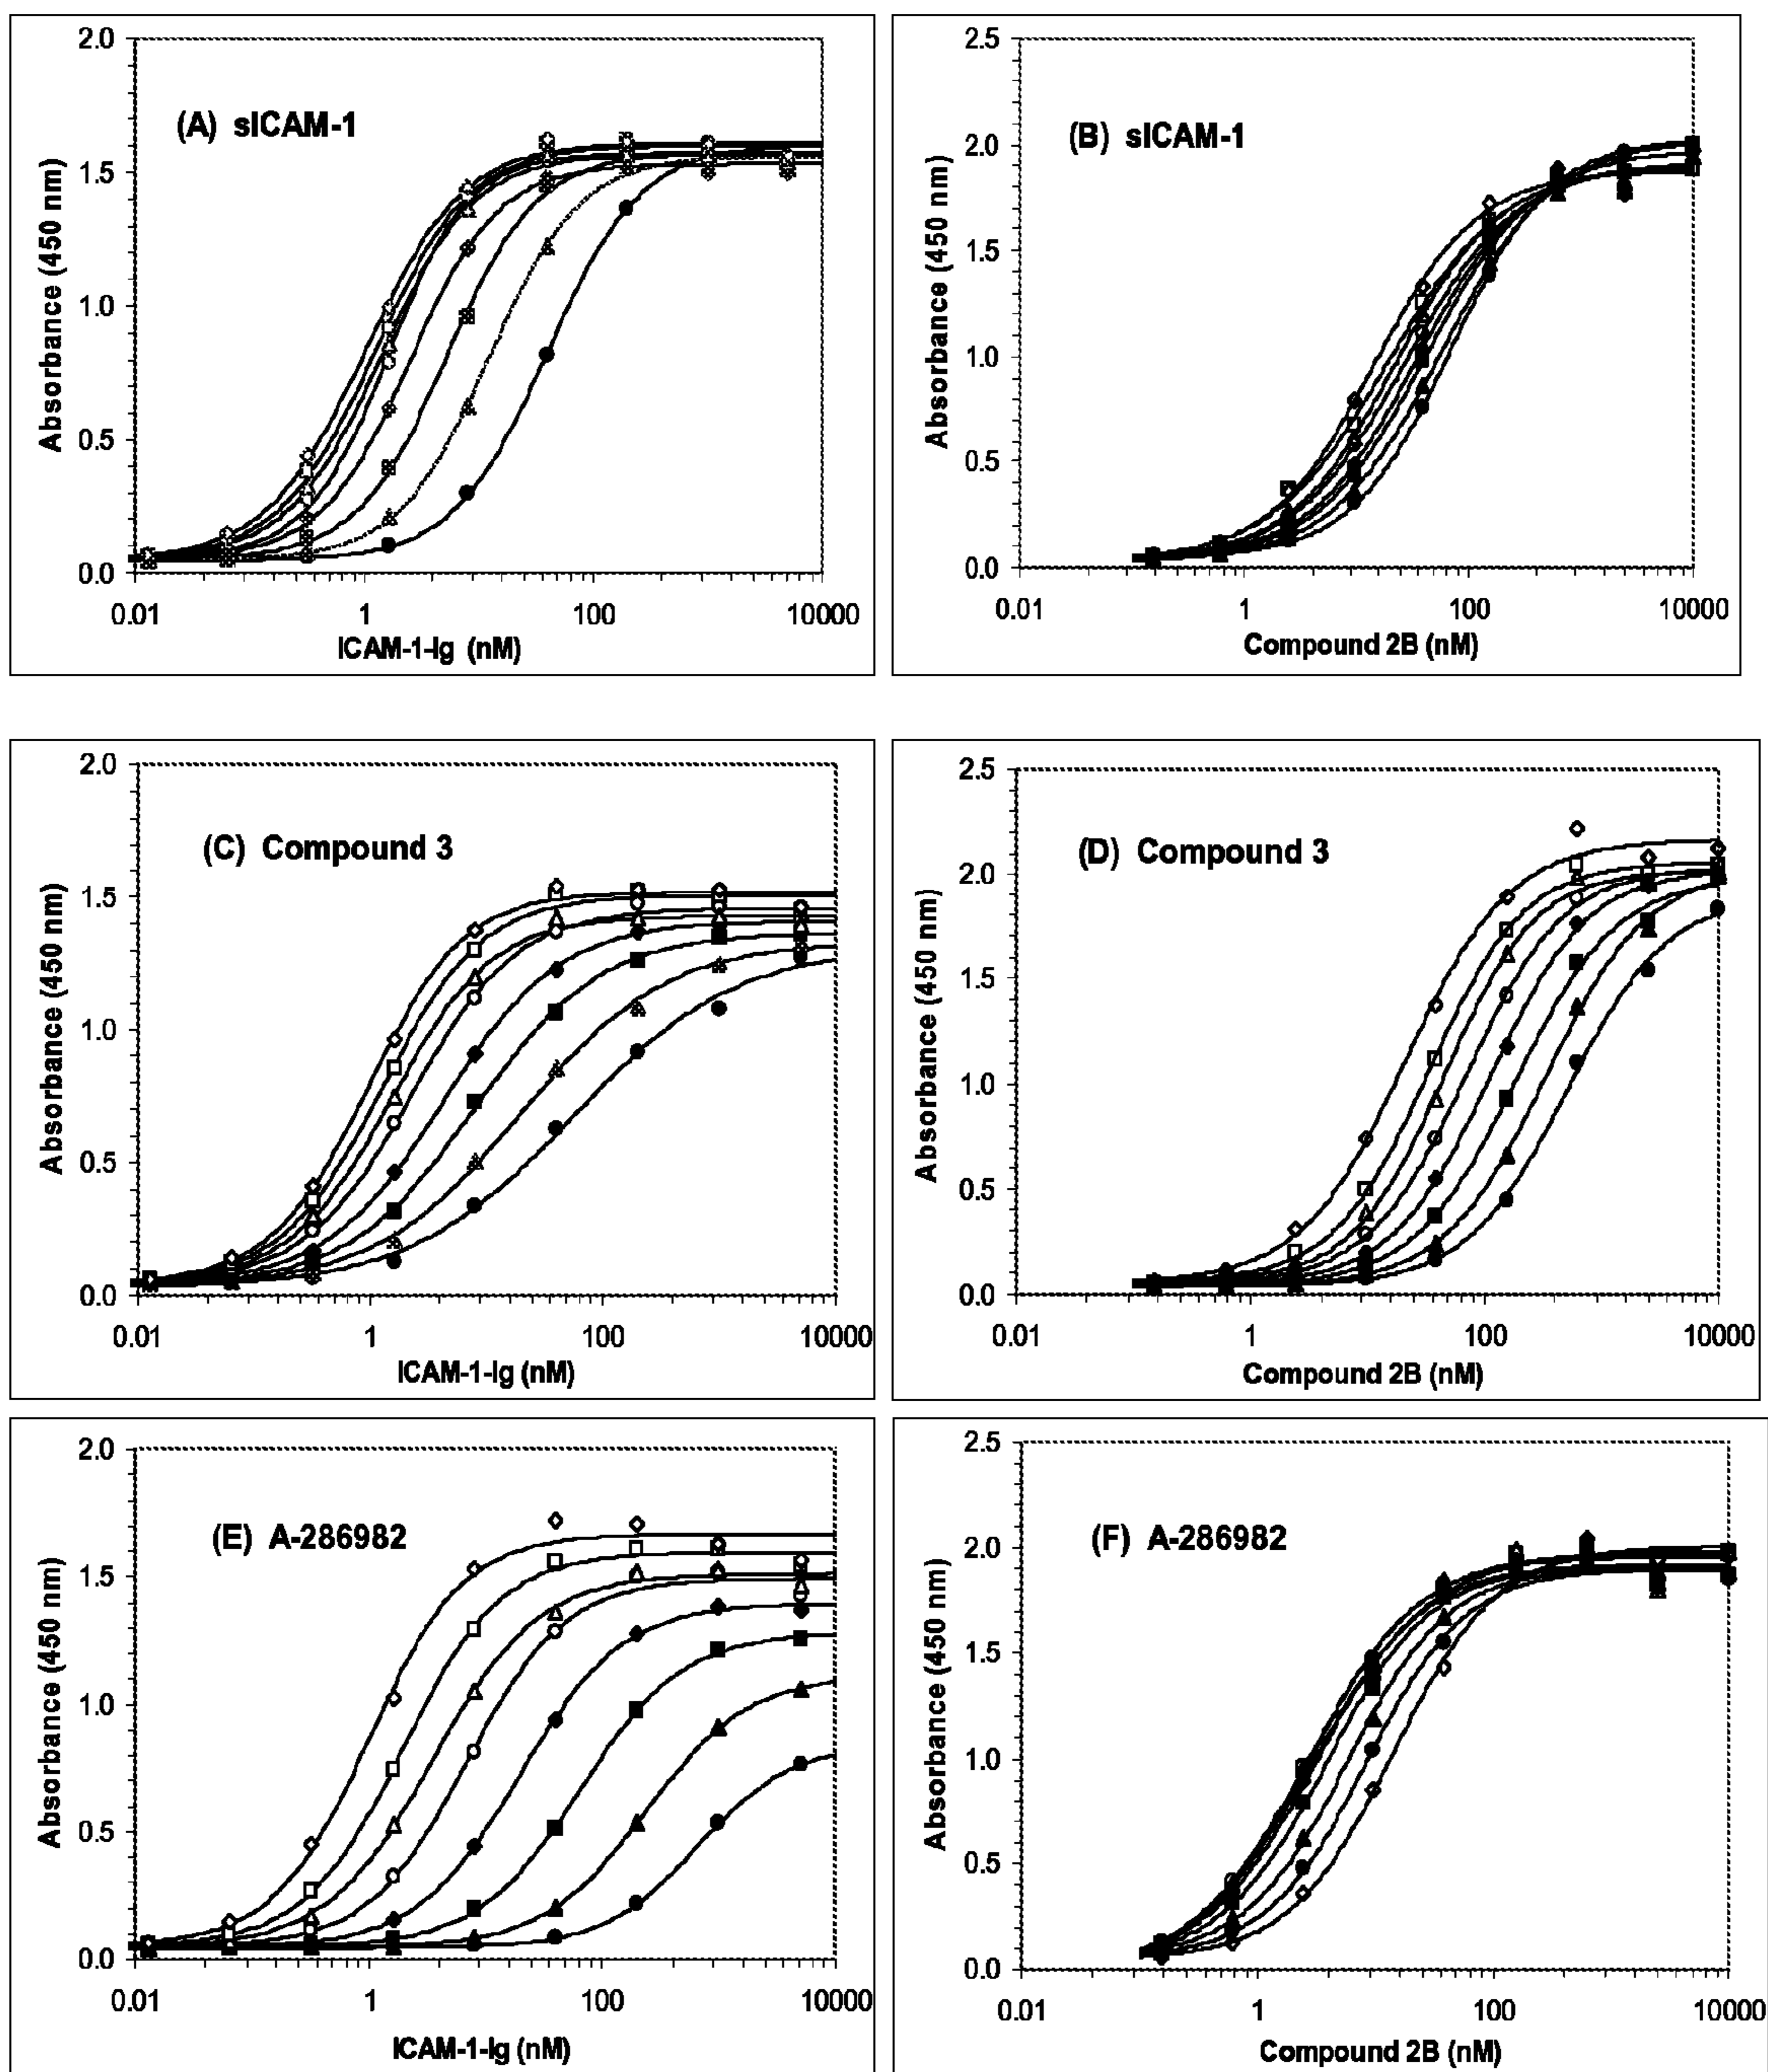 (A) sICAM-1
Absorbance (450 nm)
2.0
1.5
1.0
0.5
0.0
0.01 1 100 10000
ICAM-1-Ig (nM)
(B) sICAM-1
Absorbance (450 nm)
2.5
2.0
1.5
1.0
0.5
0.0
0.01 1 100 10000
Compound 2B (nM)
(C) Compound 3
Absorbance (450 nm)
2.0
1.5
1.0
0.5
0.0
0.01 1 100 10000
ICAM-1-Ig (nM)
(D) Compound 3
Absorbance (450 nm)
2.5
2.0
1.5
1.0
0.5
0.0
0.01 1 100 10000
Compound 2B (nM)
(E) A-286982
Absorbance (450 nm)
2.0
1.5
1.0
0.5
0.0
0.01 1 100 10000
ICAM-1-Ig (nM)
(F) A-286982
Absorbance (450 nm)
2.5
2.0
1.5
1.0
0.5
0.0
0.01 1 100 10000
Compound 2B (nM)